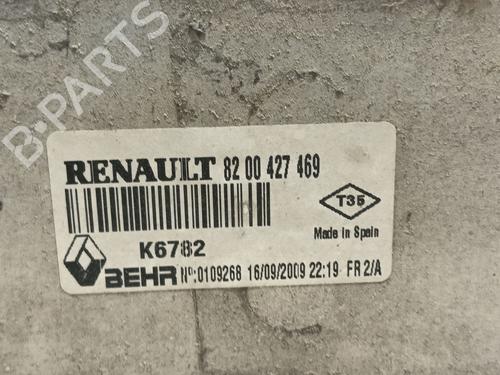 B-PARTS
RENAULT 82 00 427 469
T35
Made in Spain
K6782
BEHR Nº:0109268 16/09/2009 22:19 FR 2/A